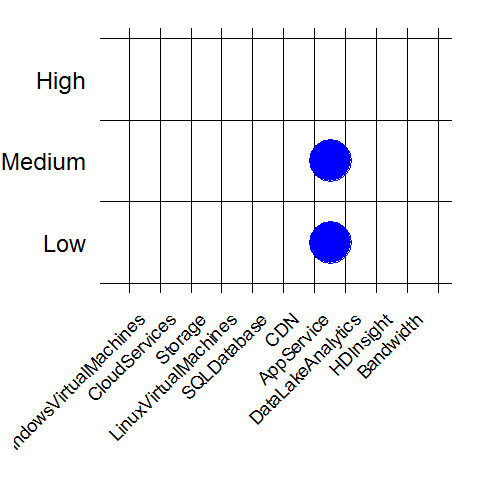 High
Medium
Low
ndowsVirtualMachines
CloudServices
Storage
LinuxVirtualMachines
SQLDatabase
CDN
AppService
DataLakeAnalytics
HDInsight
Bandwidth